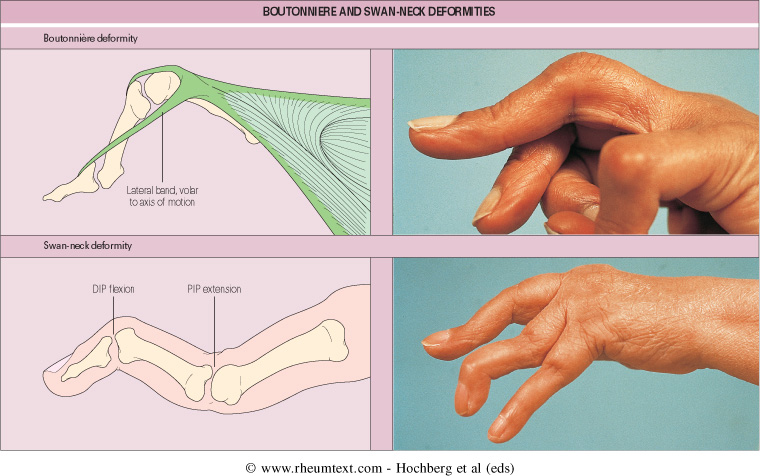 BOUTONNIERE AND SWAN-NECK DEFORMITIES
Boutonnière deformity
Lateral band, volar
to axis of motion
Swan-neck deformity
DIP flexion
PIP extension
© www.rheumtext.com - Hochberg et al (eds)